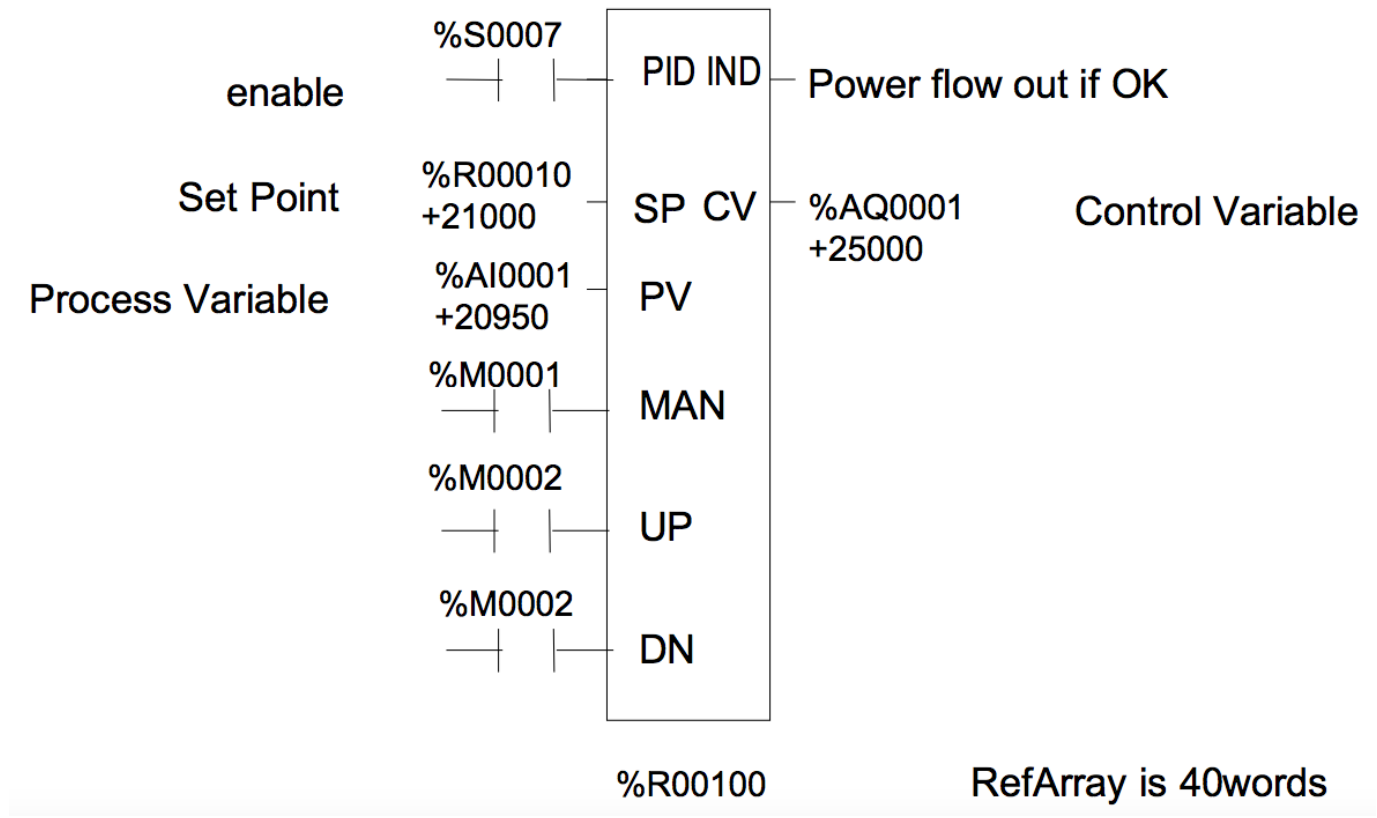 %S0007
enable
PID IND
Power flow out if OK
Set Point
%R00010
+21000
SP CV
%AQ0001
+25000
Control Variable
Process Variable
%AI0001
+20950
PV
%M0001
MAN
%M0002
UP
%M0002
DN
%R00100
RefArray is 40words